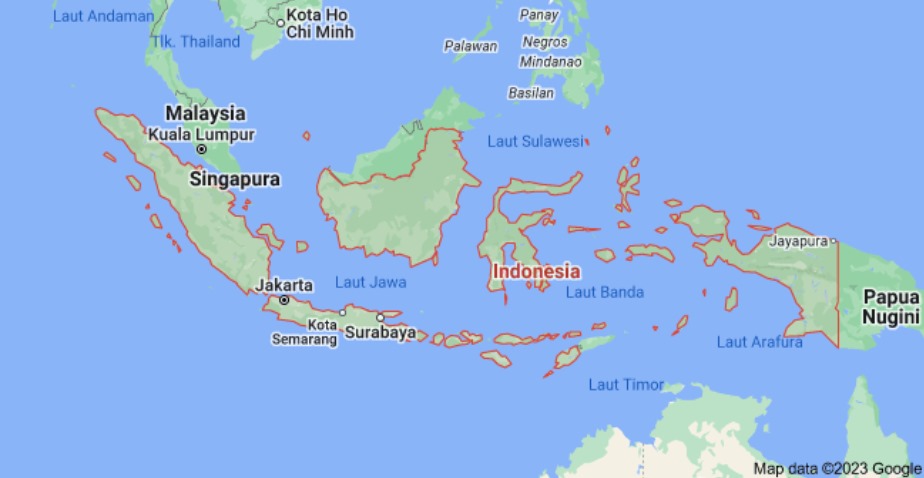 Laut Andaman
Tlk. Thailand
Kota Ho
Chi Minh
Palawan
Panay
Negros
Mindanao
Basilan
Malaysia
Kuala Lumpur
Singapura
Laut Sulawesi
Jayapura
Indonesia
Jakarta
Laut Jawa
Laut Banda
Papua
Nugini
Kota
Semarang
Surabaya
Laut Arafura
Laut Timor
Map data ©2023 Google